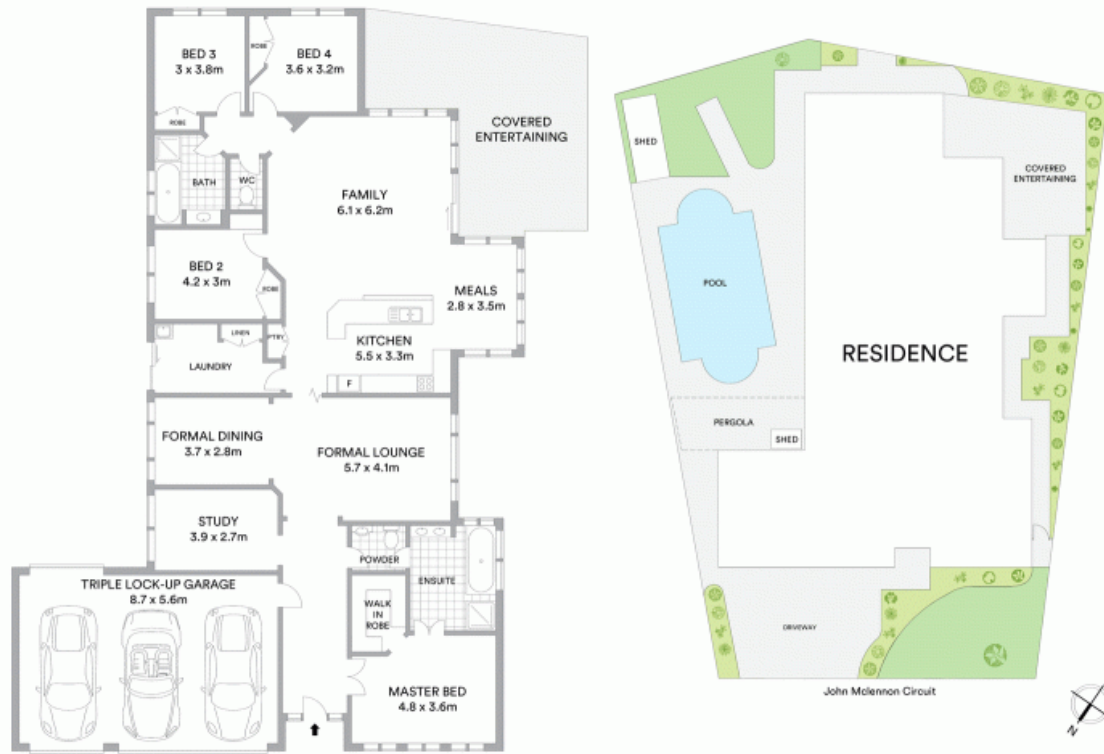 BED 3
3 x 3.8m
ROBE
BED 4
3.6 x 3.2m
ROBE
COVERED
ENTERTAINING
BATH
WC
FAMILY
6.1 x 6.2m
BED 2
4.2 x 3m
ROBE
MEALS
2.8 x 3.5m
LINEN
PTRY
KITCHEN
5.5 x 3.3m
LAUNDRY
F
FORMAL DINING
3.7 x 2.8m
FORMAL LOUNGE
5.7 x 4.1m
STUDY
3.9 x 2.7m
POWDER
ENSUITE
TRIPLE LOCK-UP GARAGE
8.7 x 5.6m
WALK
IN
ROBE
MASTER BED
4.8 x 3.6m
SHED
COVERED
ENTERTAINING
POOL
RESIDENCE
PERGOLA
SHED
DRIVEWAY
John Mclennon Circuit
N